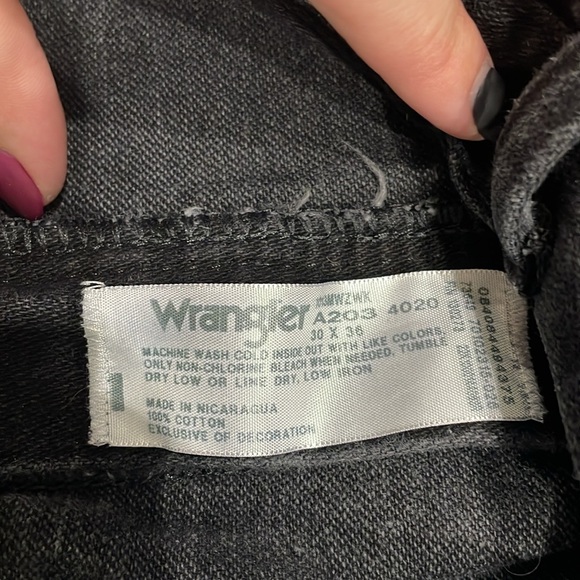 Wrangler
A203 4020
30 X 36
MACHINE WASH COLD INSIDE OUT WITH LIKE COLORS.
ONLY NON-CHLORINE BLEACH WHEN NEEDED. TUMBLE
DRY LOW OR LINE DRY. LOW IRON
MADE IN NICARAGUA
100% COTTON
EXCLUSIVE OF DECORATION